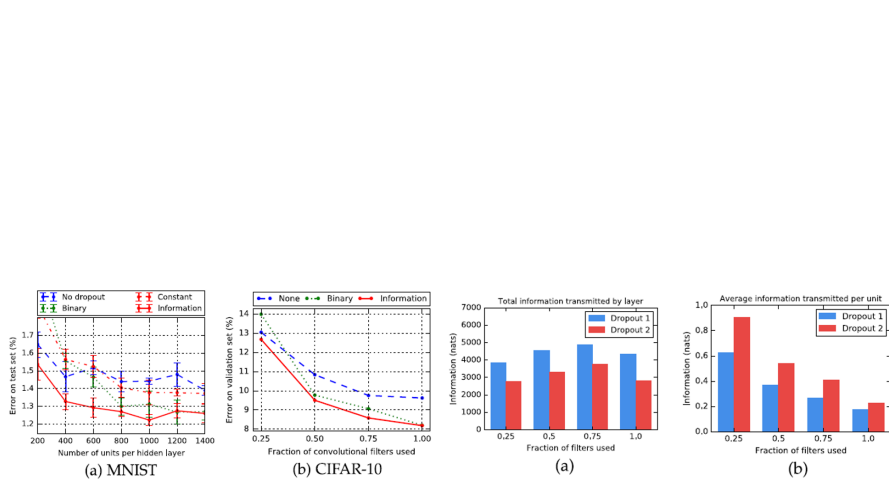 No dropout
Binary
Constant
Information
1.7
1.6
1.5
1.4
1.3
1.2
Error on test set (%)
200 400 600 800 1000 1200 1400
Number of units per hidden layer
(a) MNIST
None Binary Information
14
13
12
11
10
9
8
Error on validation set (%)
0.25 0.50 0.75 1.00
Fraction of convolutional filters used
(b) CIFAR-10
Total information transmitted by layer
7000
6000
5000
4000
3000
2000
1000
0
Information (nats)
Dropout 1
Dropout 2
0,25 0,5 0,75 1,0
Fraction of filters used
(a)
Average information transmitted per unit
1,0
0,8
0,6
0,4
0,2
0,0
Information (nats)
Dropout 1
Dropout 2
0,25 0,5 0,75 1,0
Fraction of filters used
(b)